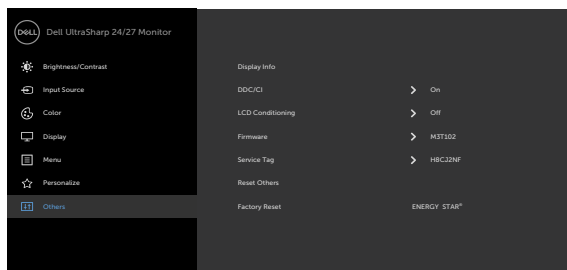 DELL Dell UltraSharp 24/27 Monitor
Brightness/Contrast Display Info
Input Source DDC/CI On
Color LCD Conditioning Off
Display Firmware M3T102
Menu Service Tag H8CJ2NF
Personalize Reset Others
Others Factory Reset ENERGY STAR®